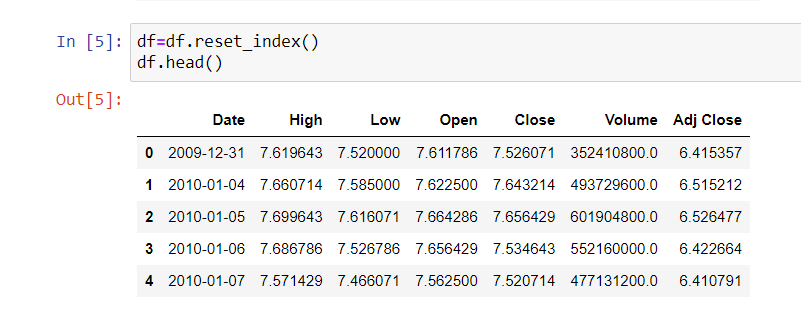 In [5]: df=df.reset_index()
df.head()
Out[5]:
Date High Low Open Close Volume Adj Close
0 2009-12-31 7.619643 7.520000 7.611786 7.526071 352410800.0 6.415357
1 2010-01-04 7.660714 7.585000 7.622500 7.643214 493729600.0 6.515212
2 2010-01-05 7.699643 7.616071 7.664286 7.656429 601904800.0 6.526477
3 2010-01-06 7.686786 7.526786 7.656429 7.534643 552160000.0 6.422664
4 2010-01-07 7.571429 7.466071 7.562500 7.520714 477131200.0 6.410791